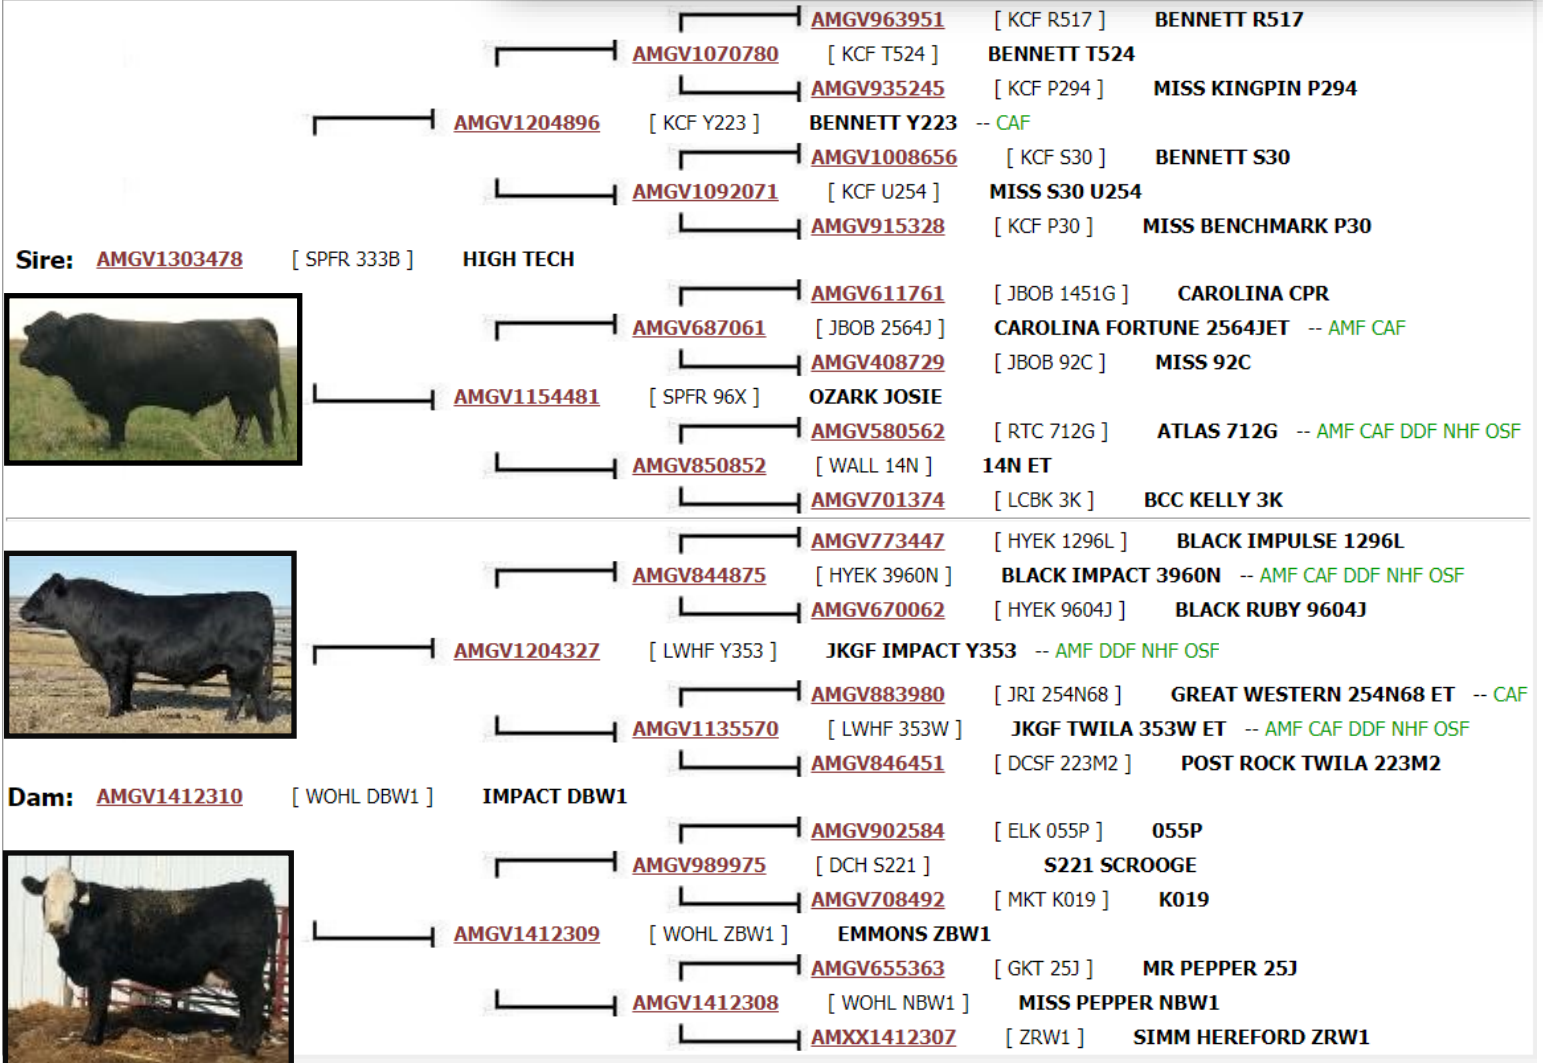 AMGV963951 [ KCF R517 ] BENNETT R517
AMGV1070780 [ KCF T524 ] BENNETT T524
AMGV935245 [ KCF P294 ] MISS KINGPIN P294
AMGV1204896 [ KCF Y223 ] BENNETT Y223 -- CAF
AMGV1008656 [ KCF S30 ] BENNETT S30
AMGV1092071 [ KCF U254 ] MISS S30 U254
AMGV915328 [ KCF P30 ] MISS BENCHMARK P30
Sire: AMGV1303478 [ SPFR 333B ] HIGH TECH
AMGV611761 [ JBOB 1451G ] CAROLINA CPR
AMGV687061 [ JBOB 2564J ] CAROLINA FORTUNE 2564JET -- AMF CAF
AMGV408729 [ JBOB 92C ] MISS 92C
AMGV1154481 [ SPFR 96X ] OZARK JOSIE
AMGV580562 [ RTC 712G ] ATLAS 712G -- AMF CAF DDF NHF OSF
AMGV850852 [ WALL 14N ] 14N ET
AMGV701374 [ LCBK 3K ] BCC KELLY 3K
AMGV773447 [ HYEK 1296L ] BLACK IMPULSE 1296L
AMGV844875 [ HYEK 3960N ] BLACK IMPACT 3960N -- AMF CAF DDF NHF OSF
AMGV670062 [ HYEK 9604J ] BLACK RUBY 9604J
AMGV1204327 [ LWHF Y353 ] JKGF IMPACT Y353 -- AMF DDF NHF OSF
AMGV883980 [ JRI 254N68 ] GREAT WESTERN 254N68 ET -- CAF
AMGV1135570 [ LWHF 353W ] JKGF TWILA 353W ET -- AMF CAF DDF NHF OSF
AMGV846451 [ DCSF 223M2 ] POST ROCK TWILA 223M2
Dam: AMGV1412310 [ WOHL DBW1 ] IMPACT DBW1
AMGV902584 [ ELK 055P ] 055P
AMGV989975 [ DCH S221 ] S221 SCROOGE
AMGV708492 [ MKT K019 ] K019
AMGV1412309 [ WOHL ZBW1 ] EMMONS ZBW1
AMGV655363 [ GKT 25J ] MR PEPPER 25J
AMGV1412308 [ WOHL NBW1 ] MISS PEPPER NBW1
AMXX1412307 [ ZRW1 ] SIMM HEREFORD ZRW1